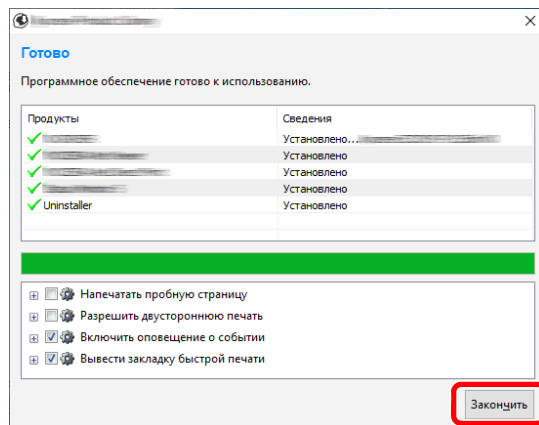 Готово
Программное обеспечение готово к использованию.
Продукты Сведения
Установлено...
Установлено
Установлено
Установлено
Uninstaller Установлено
Напечатать пробную страницу
Разрешить двустороннюю печать
Включить оповещение о событии
Вывести закладку быстрой печати
Закончить